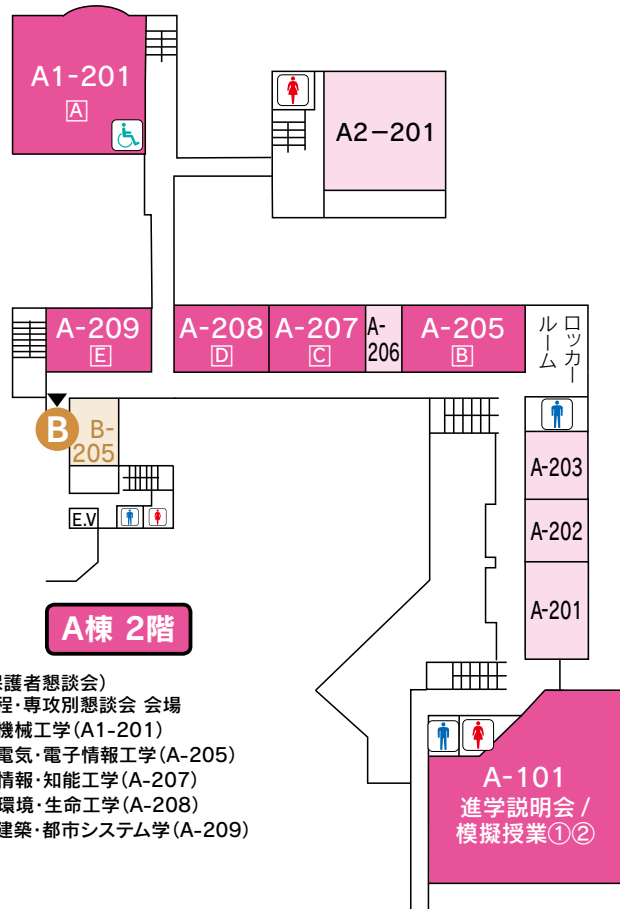 A1-201
A
A2-201
A-209
E
A-208
D
A-207
C
A-
206
A-205
B
ロッカー
ルーム
B
B-
205
E.V
A-203
A-202
A-201
A棟 2階
護者懇談会)
程・専攻別懇談会 会場
機械工学(A1-201)
電気・電子情報工学(A-205)
情報・知能工学(A-207)
環境・生命工学(A-208)
建築・都市システム学(A-209)
A-101
進学説明会 /
模擬授業①②